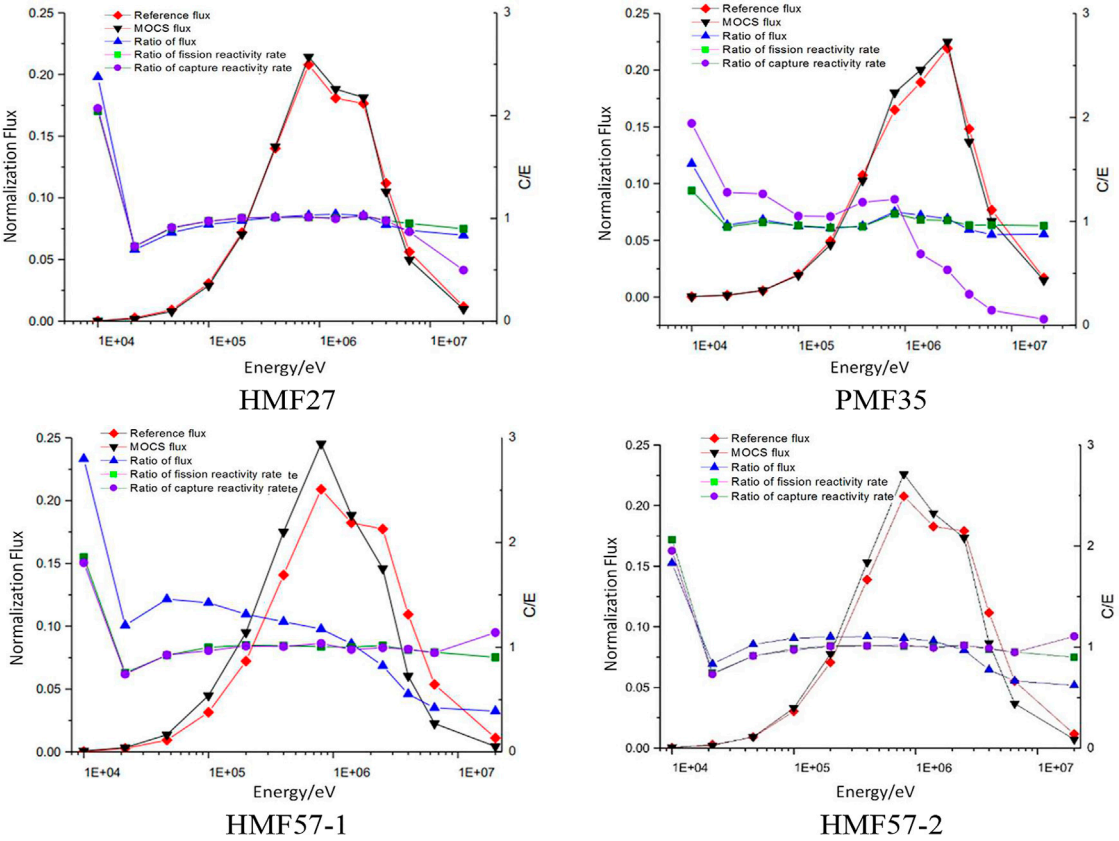 Reference flux
MOCS flux
Ratio of flux
Ratio of fission reactivity rate
Ratio of capture reactivity rate
Normalization Flux
0.25
0.20
0.15
0.10
0.05
0.00
3
2
1
0
C/E
1E+04
1E+05
1E+06
1E+07
Energy/eV
HMF27
Reference flux
MOCS flux
Ratio of flux
Ratio of fission reactivity rate
Ratio of capture reactivity rate
Normalization Flux
0.25
0.20
0.15
0.10
0.05
0.00
3
2
1
0
C/E
1E+04
1E+05
1E+06
1E+07
Energy/eV
PMF35
Reference flux
MOCS flux
Ratio of flux
Ratio of fission reactivity rate te
Ratio of capture reactivity rate te
Normalization Flux
0.25
0.20
0.15
0.10
0.05
0.00
3
2
1
0
C/E
1E+04
1E+05
1E+06
1E+07
Energy/eV
HMF57-1
Reference flux
MOCS flux
Ratio of flux
Ratio of fission reactivity rate
Ratio of capture reactivity rate
Normalization Flux
0.25
0.20
0.15
0.10
0.05
0.00
3
2
1
0
C/E
1E+04
1E+05
1E+06
1E+07
Energy/eV
HMF57-2